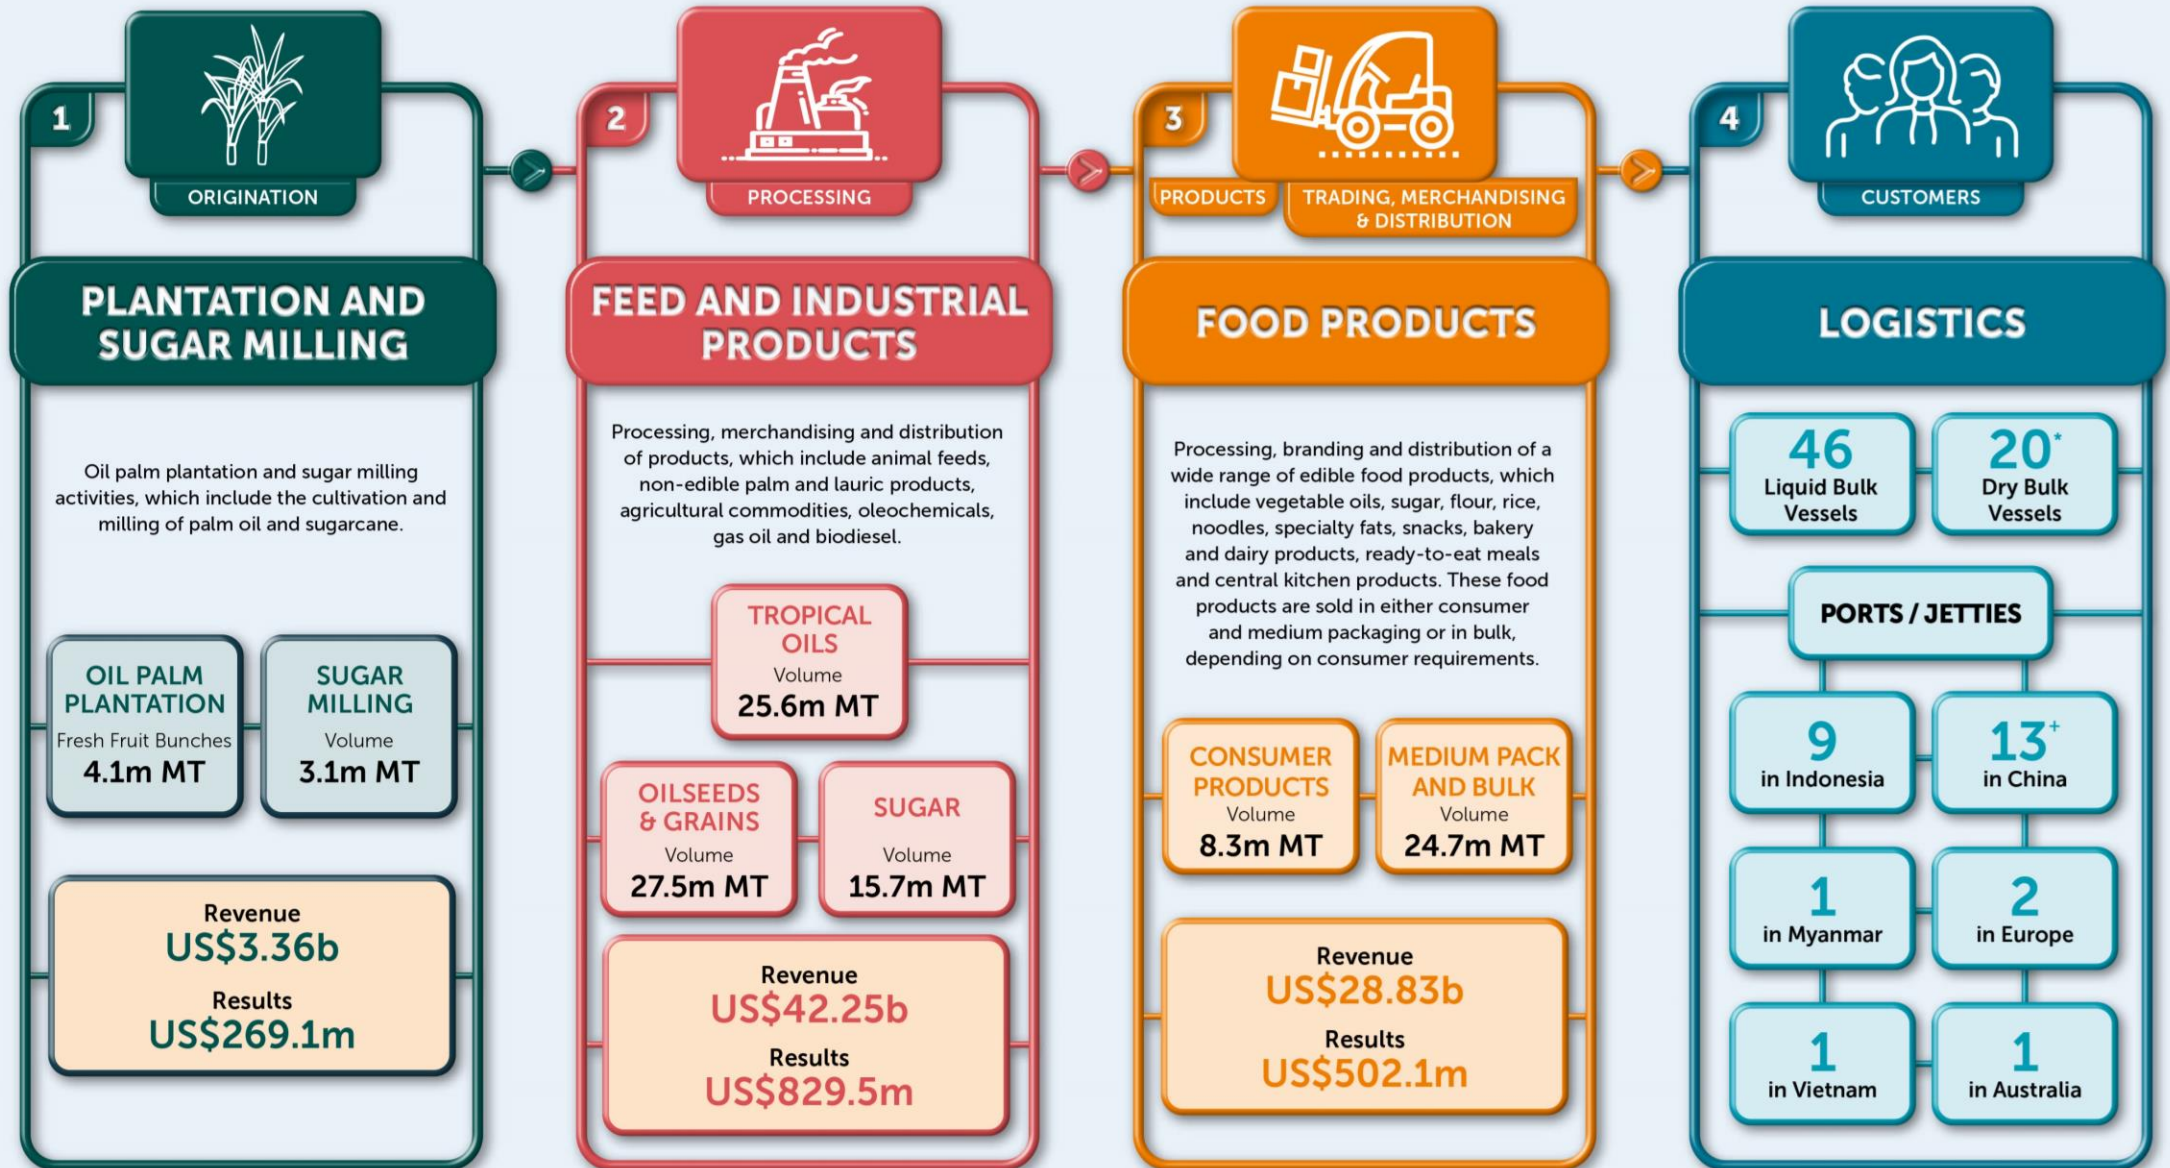 1
ORIGINATION
PLANTATION AND
SUGAR MILLING
Oil palm plantation and sugar milling
activities, which include the cultivation and
milling of palm oil and sugarcane.
OIL PALM
PLANTATION
Fresh Fruit Bunches
4.1m MT
SUGAR
MILLING
Volume
3.1m MT
Revenue
US$3.36b
Results
US$269.1m
2
PROCESSING
FEED AND INDUSTRIAL
PRODUCTS
Processing, merchandising and distribution
of products, which include animal feeds,
non-edible palm and lauric products,
agricultural commodities, oleochemicals,
gas oil and biodiesel.
TROPICAL
OILS
Volume
25.6m MT
OILSEEDS
& GRAINS
Volume
27.5m MT
SUGAR
Volume
15.7m MT
Revenue
US$42.25b
Results
US$829.5m
3
PRODUCTS
TRADING, MERCHANDISING
& DISTRIBUTION
FOOD PRODUCTS
Processing, branding and distribution of a
wide range of edible food products, which
include vegetable oils, sugar, flour, rice,
noodles, specialty fats, snacks, bakery
and dairy products, ready-to-eat meals
and central kitchen products. These food
products are sold in either consumer
and medium packaging or in bulk,
depending on consumer requirements.
CONSUMER
PRODUCTS
Volume
8.3m MT
MEDIUM PACK
AND BULK
Volume
24.7m MT
Revenue
US$28.83b
Results
US$502.1m
4
CUSTOMERS
LOGISTICS
46
Liquid Bulk
Vessels
20*
Dry Bulk
Vessels
PORTS / JETTIES
9
in Indonesia
13+
in China
1
in Myanmar
2
in Europe
1
in Vietnam
1
in Australia